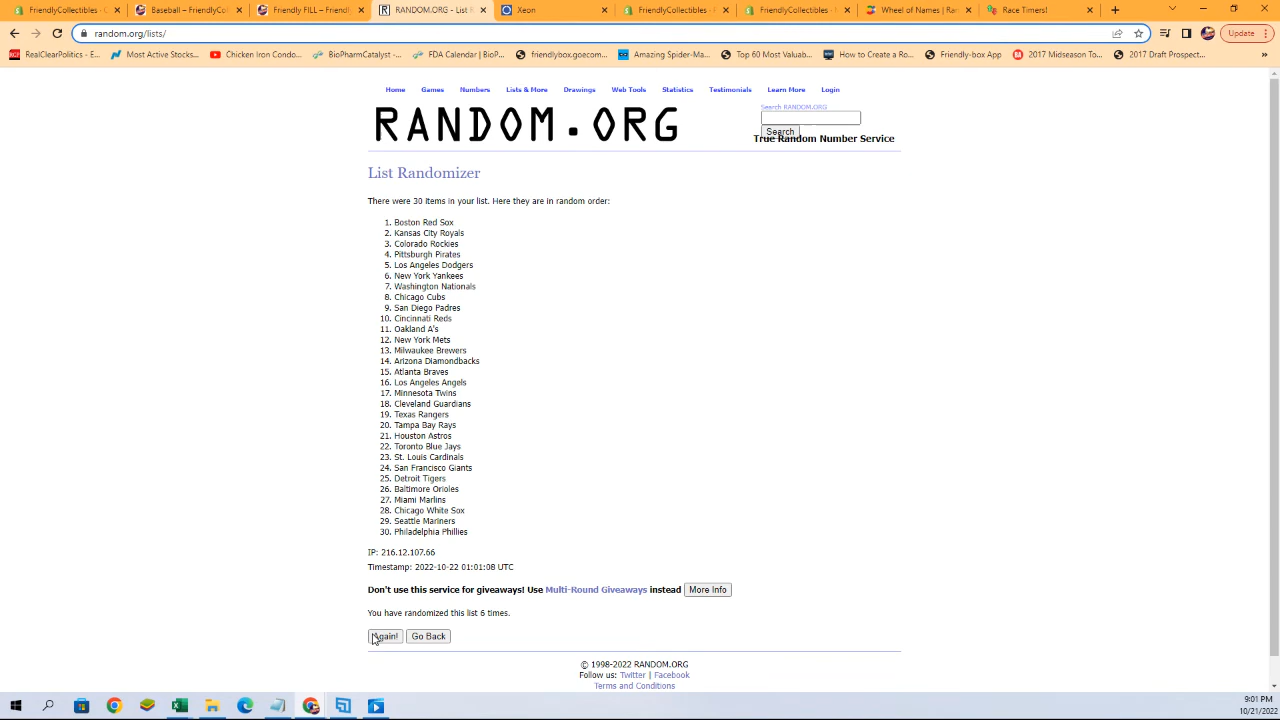 FriendlyCollectibles - F
Baseball – FriendlyCol
Friendly FILL – Friendl
RANDOM.ORG - List R
Xeon
FriendlyCollectibles - F
FriendlyCollectibles - F
Wheel of Names | Ra
Race Timers!
random.org/lists/
Update
RealClearPolitics - E...
Most Active Stocks...
Chicken Iron Condo...
BioPharmCatalyst -...
FDA Calendar | BioP...
friendlybox.goecom...
Amazing Spider-Ma...
Top 60 Most Valuab...
How to Create a Ro...
Friendly-box App
2017 Midseason To...
2017 Draft Prospect...
Home Games Numbers Lists & More Drawings Web Tools Statistics Testimonials Learn More Login
RANDOM.ORG
Search RANDOM.ORG
Search
True Random Number Service
List Randomizer
There were 30 items in your list. Here they are in random order:
1. Boston Red Sox
2. Kansas City Royals
3. Colorado Rockies
4. Pittsburgh Pirates
5. Los Angeles Dodgers
6. New York Yankees
7. Washington Nationals
8. Chicago Cubs
9. San Diego Padres
10. Cincinnati Reds
11. Oakland A's
12. New York Mets
13. Milwaukee Brewers
14. Arizona Diamondbacks
15. Atlanta Braves
16. Los Angeles Angels
17. Minnesota Twins
18. Cleveland Guardians
19. Texas Rangers
20. Tampa Bay Rays
21. Houston Astros
22. Toronto Blue Jays
23. St. Louis Cardinals
24. San Francisco Giants
25. Detroit Tigers
26. Baltimore Orioles
27. Miami Marlins
28. Chicago White Sox
29. Seattle Mariners
30. Philadelphia Phillies
IP: 216.12.107.66
Timestamp: 2022-10-22 01:01:08 UTC
Don't use this service for giveaways! Use Multi-Round Giveaways instead More Info
You have randomized this list 6 times.
Again! Go Back
© 1998-2022 RANDOM.ORG
Follow us: Twitter | Facebook
Terms and Conditions
9:01 PM
10/21/2022